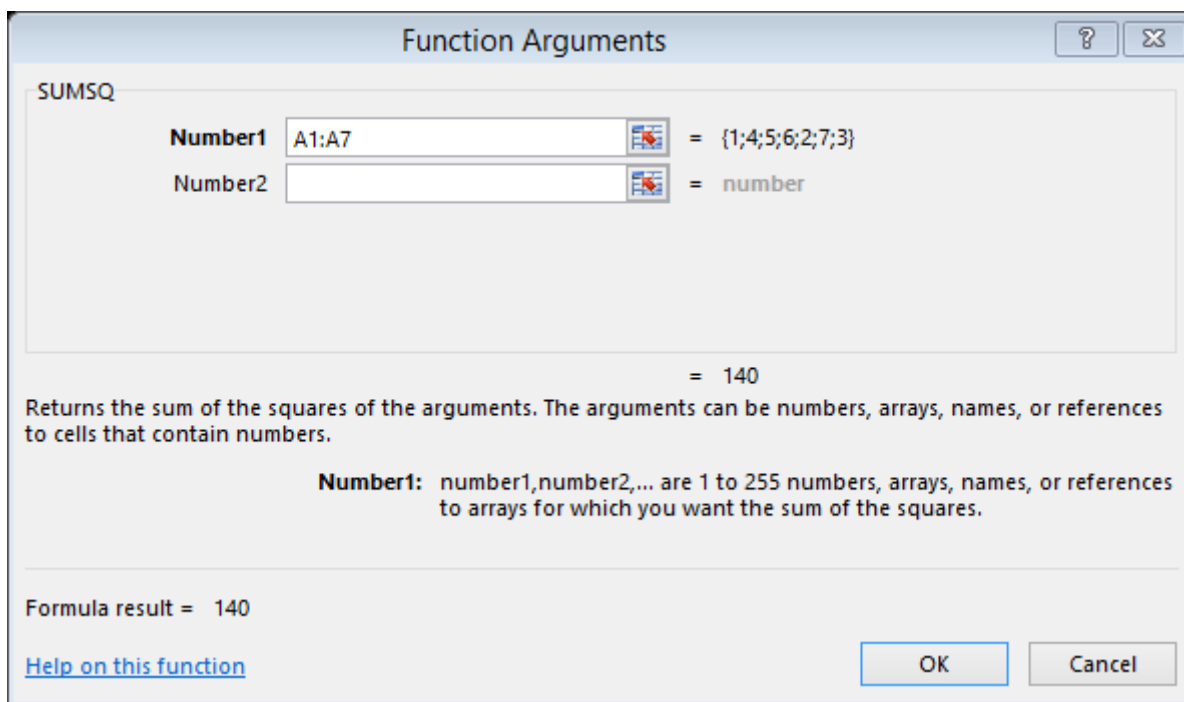 Function Arguments
SUMSQ
Number1 A1:A7 = {1;4;5;6;2;7;3}
Number2 = number
= 140
Returns the sum of the squares of the arguments. The arguments can be numbers, arrays, names, or references
to cells that contain numbers.
Number1: number1,number2,... are 1 to 255 numbers, arrays, names, or references
to arrays for which you want the sum of the squares.
Formula result = 140
Help on this function OK Cancel